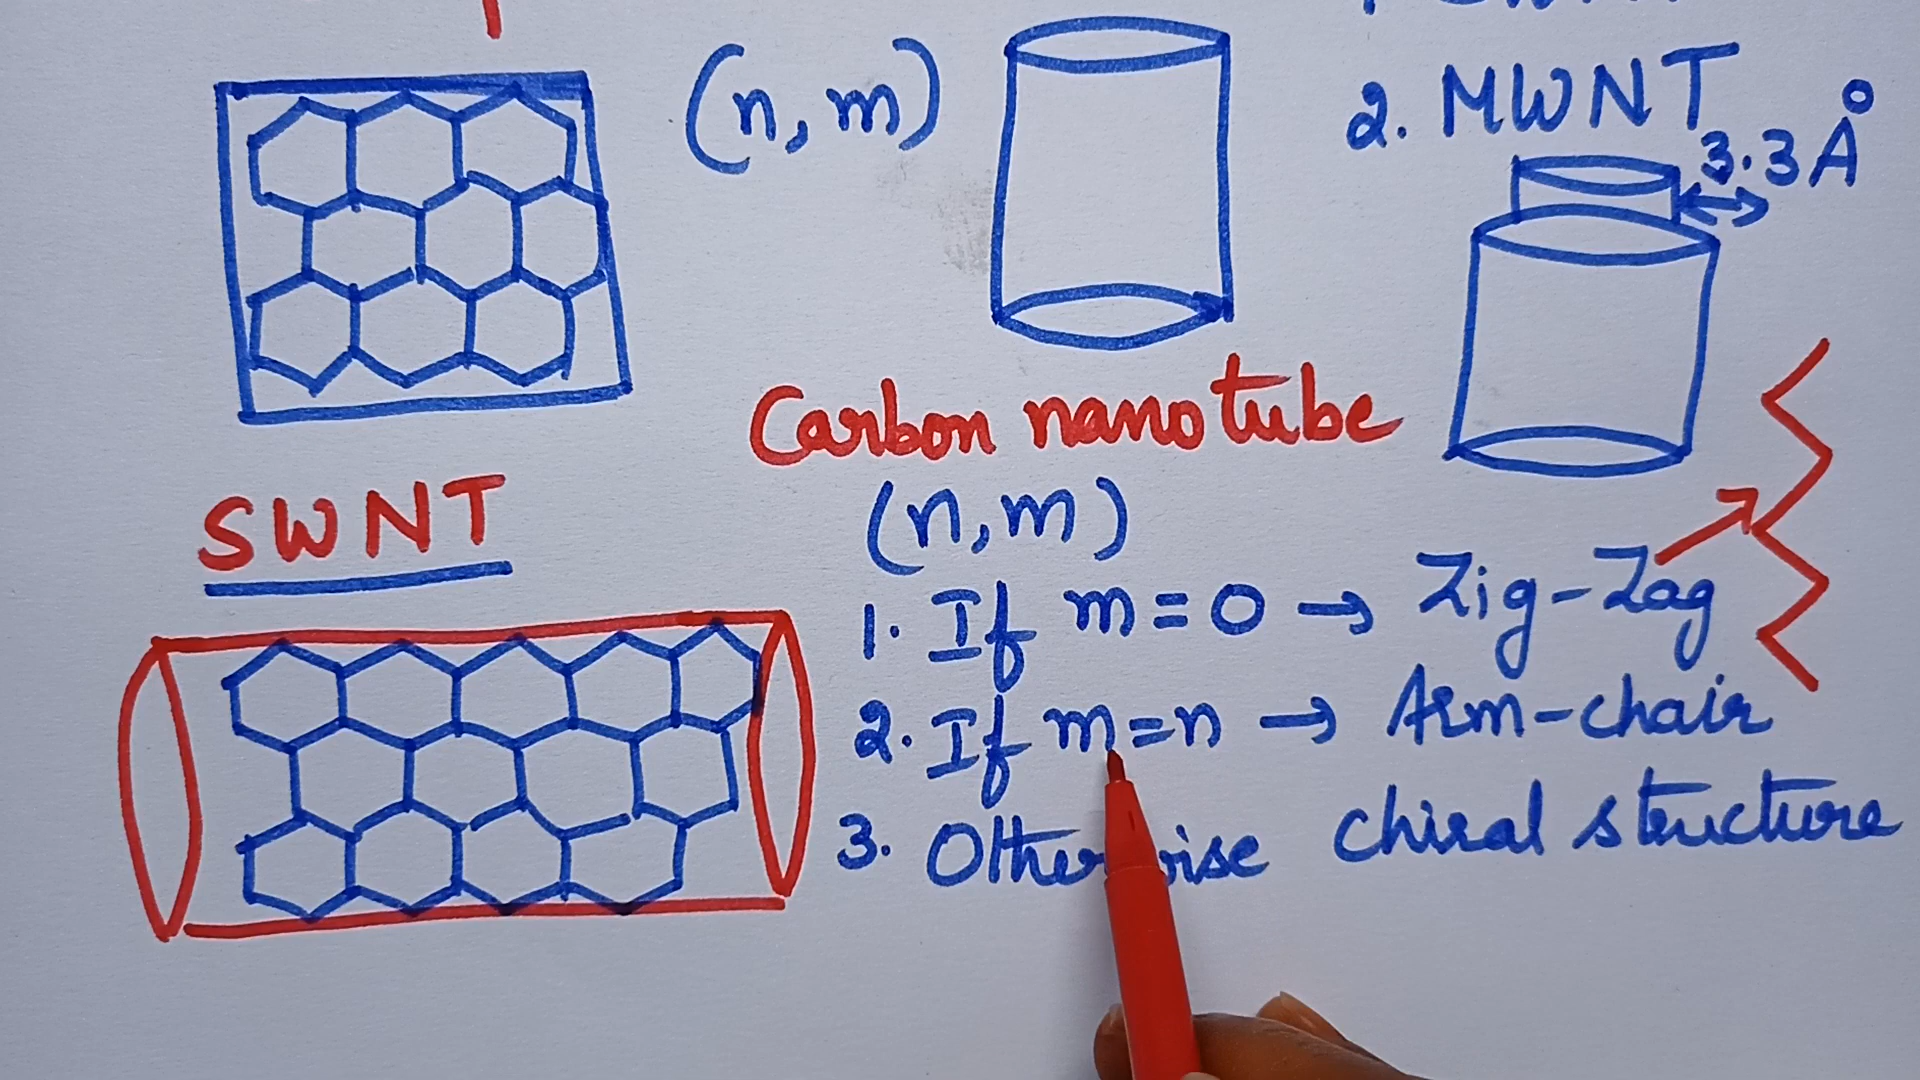 (n, m)
2. MWNT
3.3Å
Carbon nanotube
SWNT
(n, m)
1. If m = 0 → Zig-Zag
2. If m = n → Arm-chair
3. Otherwise chiral structure